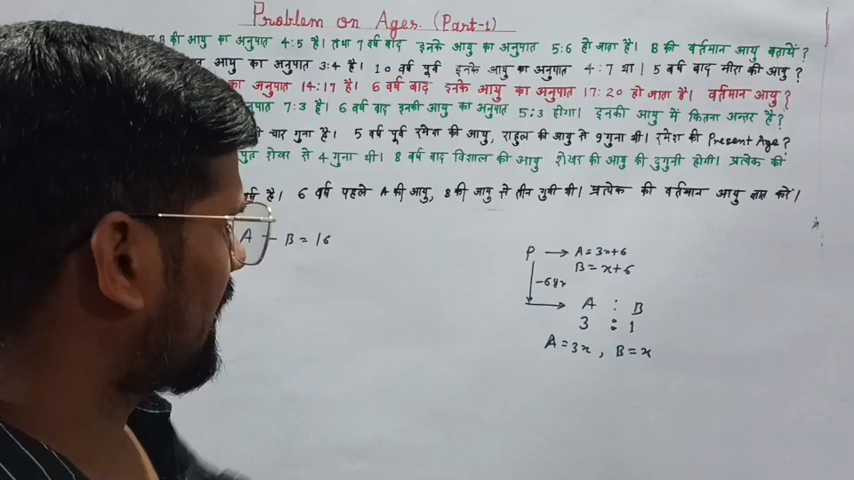 Problem on Ages. (Part-1)
की आयु का अनुपात 4:5 है। तथा 7 वर्ष बाद इनके आयु का अनुपात 5:6 हो जाता है। B की वर्तमान आयु बतायें?
आयु का अनुपात 3:4 है। 10 वर्ष पूर्व इनके आयु का अनुपात 4:7 था। 5 वर्ष बाद मीरा की आयु?
का अनुपात 14:17 है। 6 वर्ष बाद इनके आयु का अनुपात 17:20 हो जाता है। वर्तमान आयु?
7:3 है। 6 वर्ष बाद इनकी आयु का अनुपात 5:3 होगा। इनकी आयु में कितना अन्तर है?
चार गुना है। 5 वर्ष पूर्व रमेश की आयु, राहुल की आयु से 9 गुना थी। रमेश की Present Age?
शेखर से 4 गुना थी। 8 वर्ष बाद विशाल की आयु शेखर की आयु की दुगुनी होगी। प्रत्येक की
है। 6 वर्ष पहले A की आयु, B की आयु से तीन गुनी थी। प्रत्येक की वर्तमान आयु ज्ञात करें।
A - B = 16
P → A = 3x+6
B = x+6
-6yr
A : B
3 : 1
A = 3x , B = x